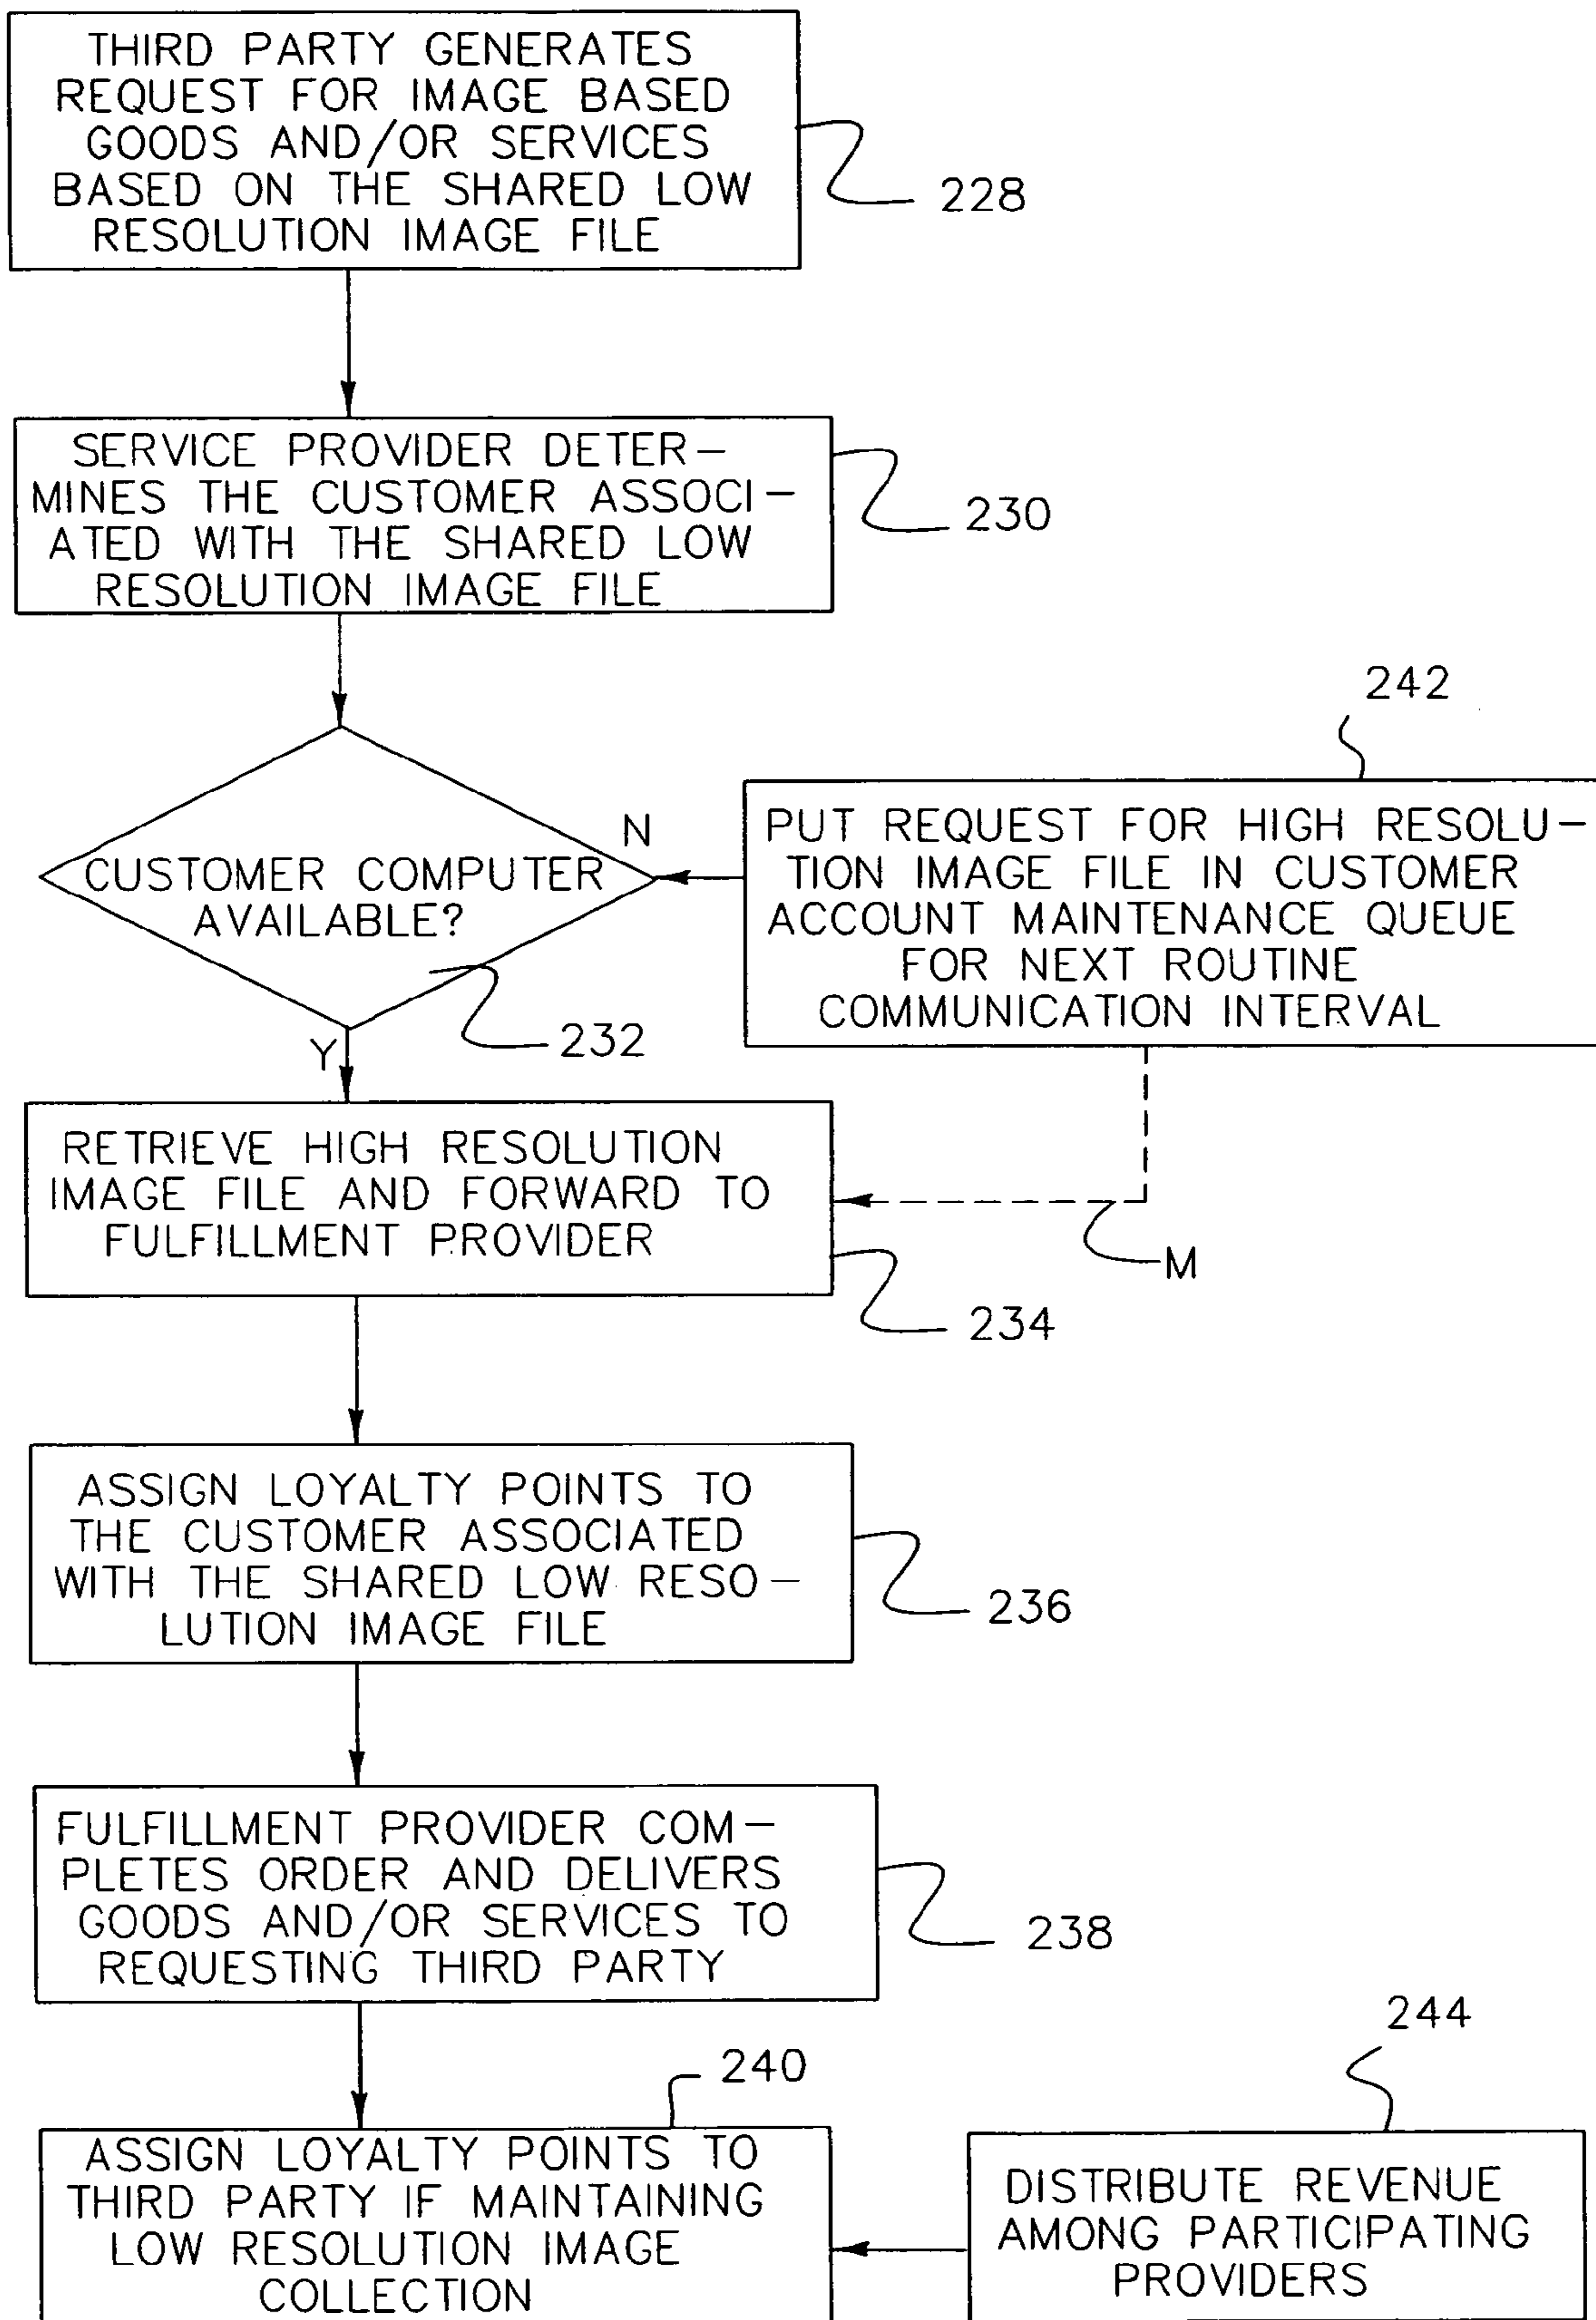 THIRD PARTY GENERATES
REQUEST FOR IMAGE BASED
GOODS AND/OR SERVICES
BASED ON THE SHARED LOW
RESOLUTION IMAGE FILE
228
SERVICE PROVIDER DETER-
MINES THE CUSTOMER ASSOCI-
ATED WITH THE SHARED LOW
RESOLUTION IMAGE FILE
230
CUSTOMER COMPUTER
AVAILABLE?
N
Y
232
242
PUT REQUEST FOR HIGH RESOLU-
TION IMAGE FILE IN CUSTOMER
ACCOUNT MAINTENANCE QUEUE
FOR NEXT ROUTINE
COMMUNICATION INTERVAL
RETRIEVE HIGH RESOLUTION
IMAGE FILE AND FORWARD TO
FULFILLMENT PROVIDER
M
234
ASSIGN LOYALTY POINTS TO
THE CUSTOMER ASSOCIATED
WITH THE SHARED LOW RESO-
LUTION IMAGE FILE
236
FULFILLMENT PROVIDER COM-
PLETES ORDER AND DELIVERS
GOODS AND/OR SERVICES TO
REQUESTING THIRD PARTY
238
240
ASSIGN LOYALTY POINTS TO
THIRD PARTY IF MAINTAINING
LOW RESOLUTION IMAGE
COLLECTION
244
DISTRIBUTE REVENUE
AMONG PARTICIPATING
PROVIDERS